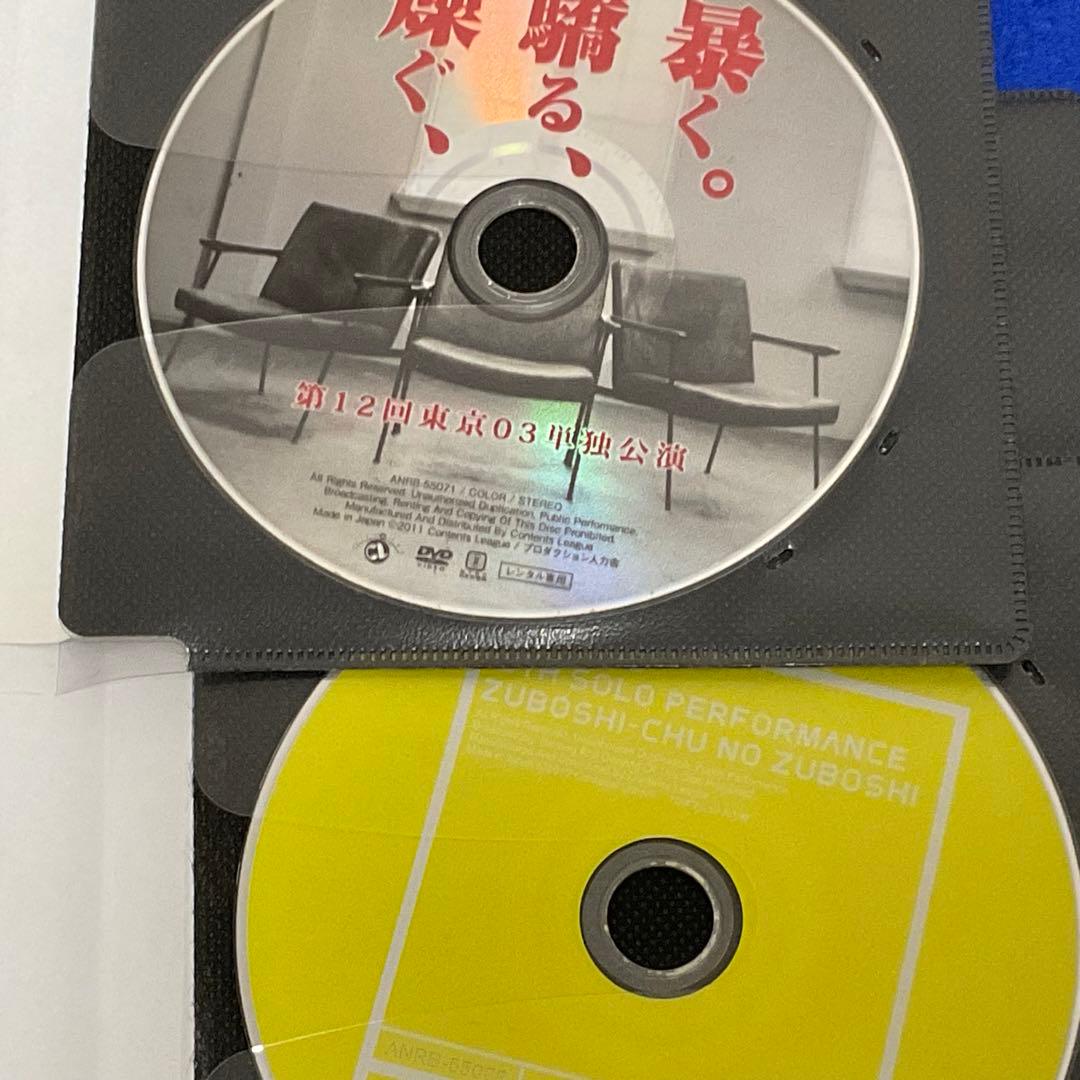 燥ぐ、
驕る、
暴く。
第12回東京03単独公演
ANRB-55071 / COLOR / STEREO
All Rights Reserved. Unauthorized Duplication, Public Performance,
Broadcasting, Renting And Copying Of This Disc Prohibited.
Manufactured And Distributed By Contents League
Made in Japan ©2011 Contents League / プロダクション人力舎
DVD
VIDEO
レンタル専用
TH SOLO PERFORMANCE
ZUBOSHI-CHU NO ZUBOSHI